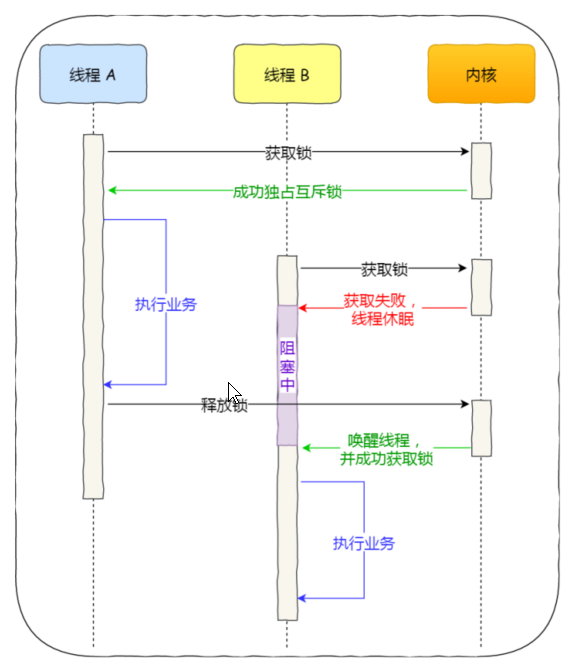 线程 A
线程 B
内核
获取锁
成功独占互斥锁
获取锁
获取失败，
线程休眠
执行业务
阻
塞
中
释放锁
唤醒线程，
并成功获取锁
执行业务